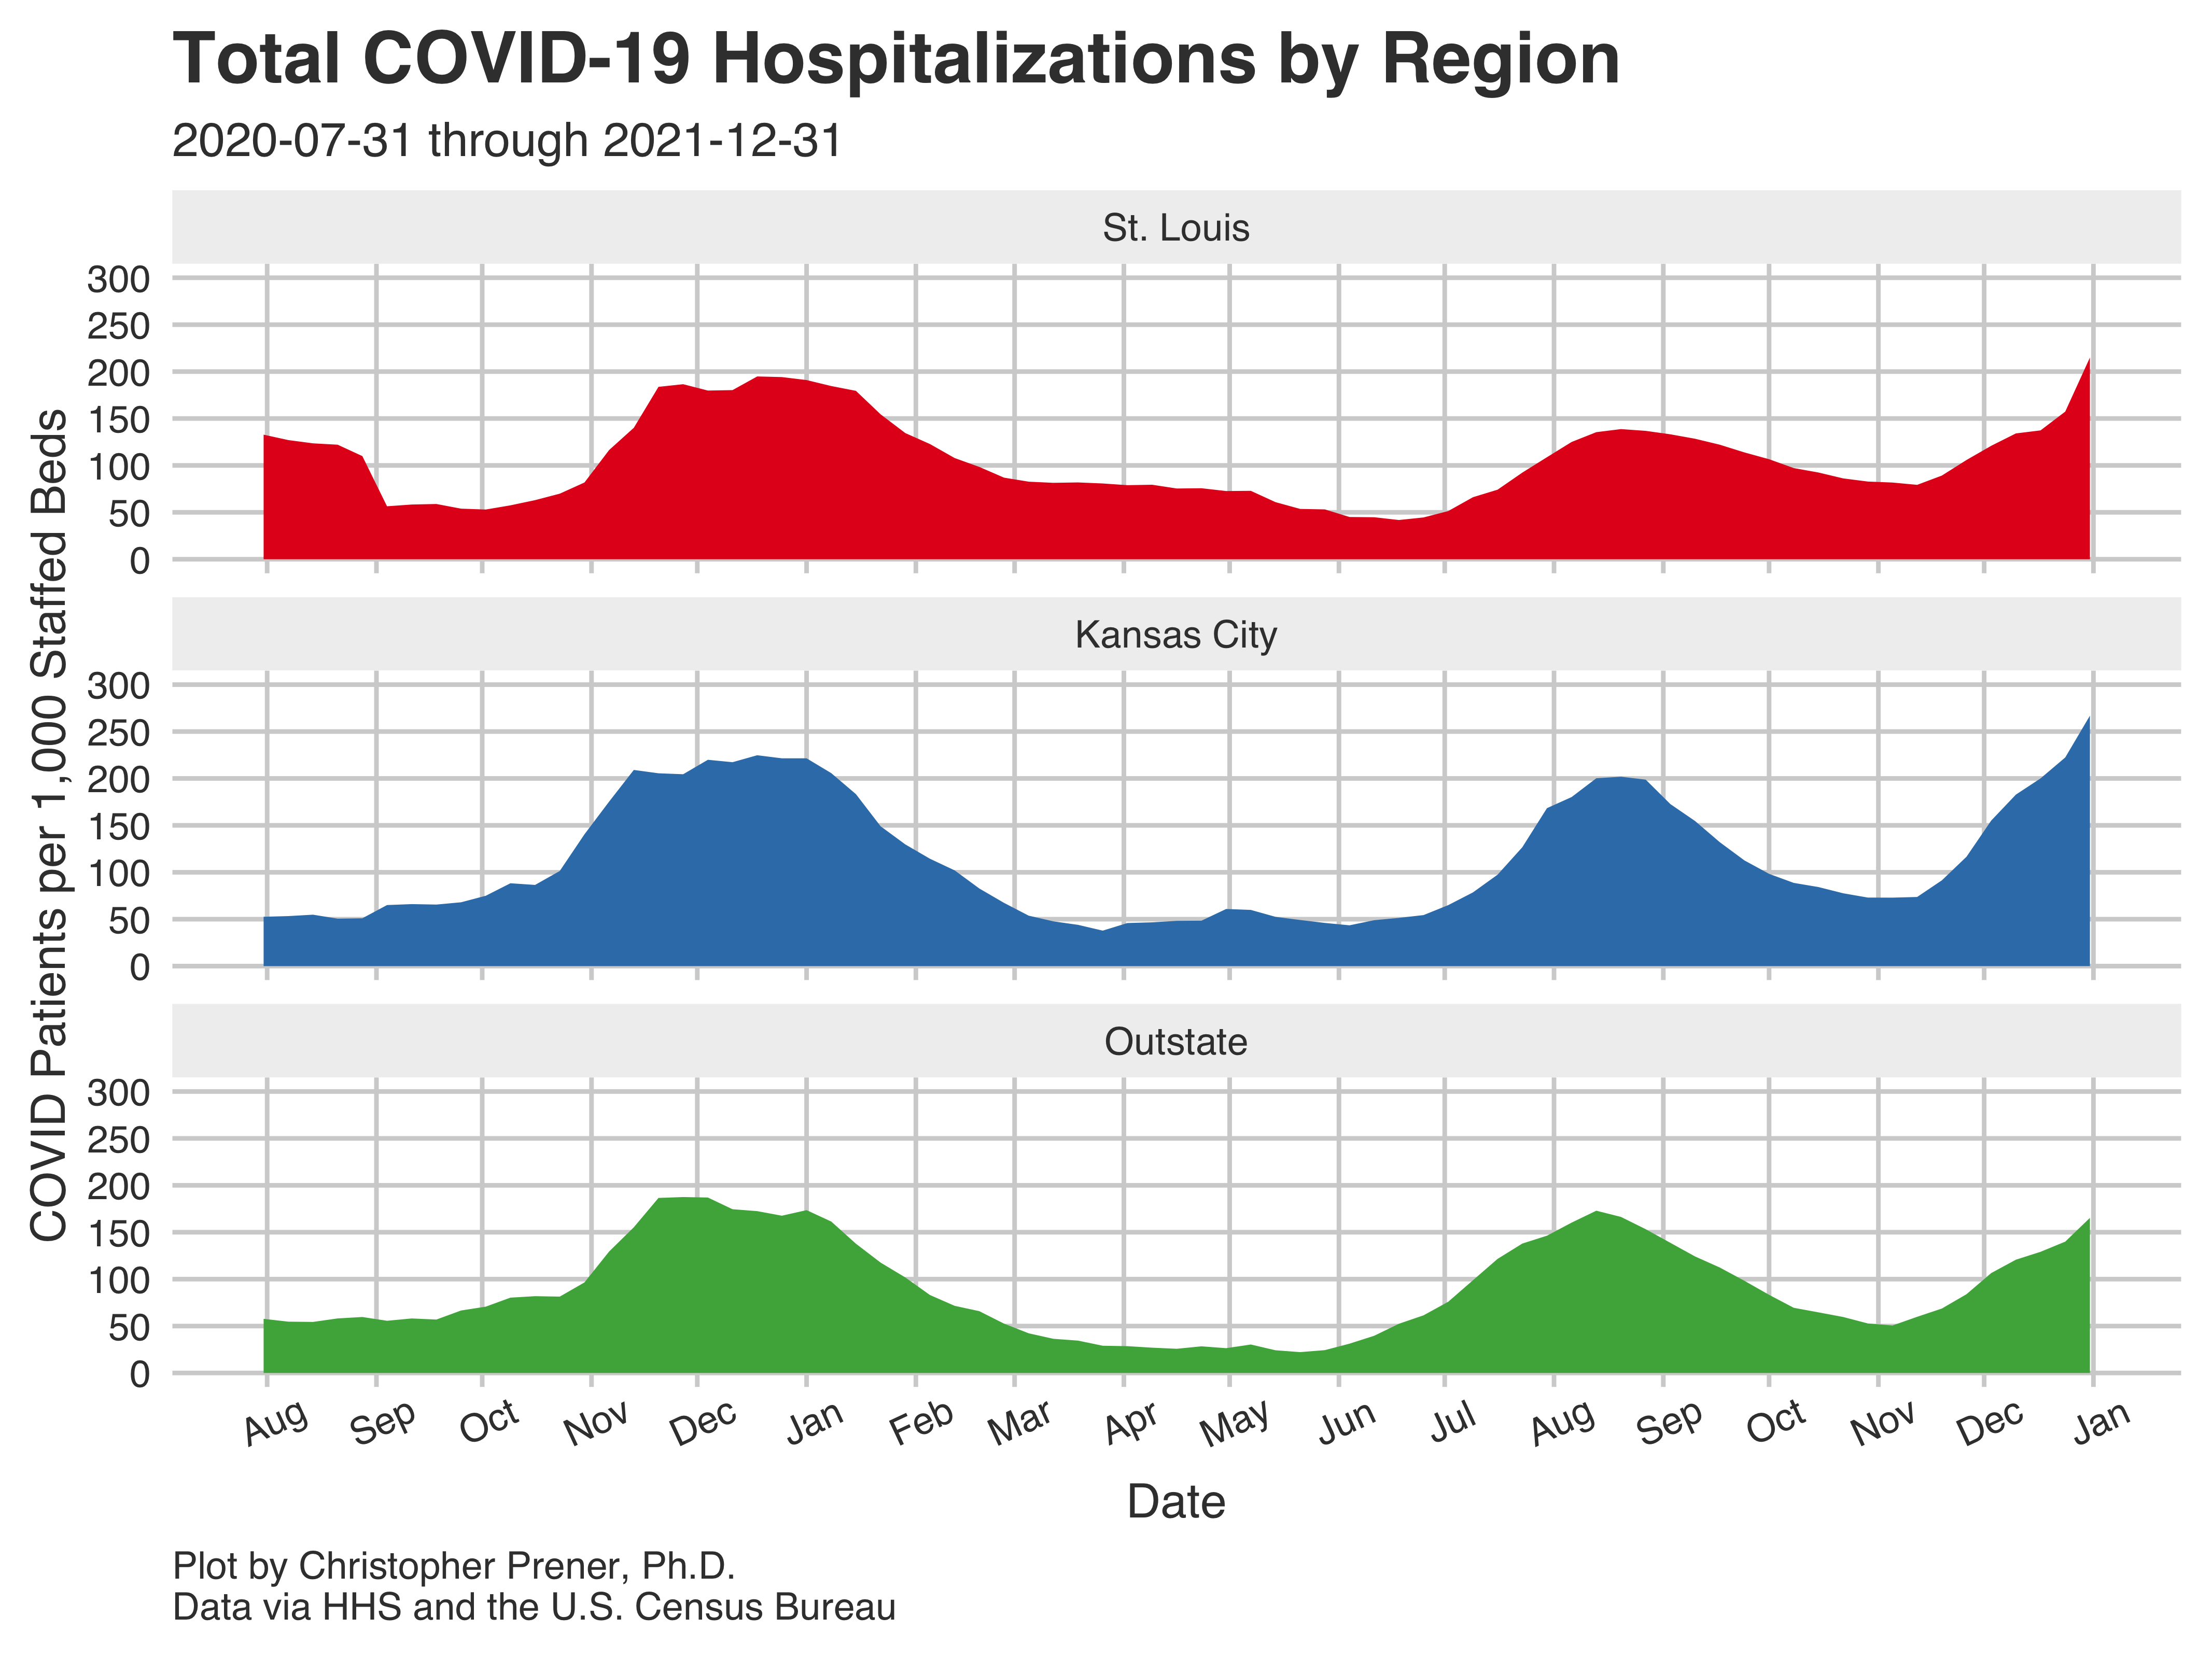 Total COVID-19 Hospitalizations by Region
2020-07-31 through 2021-12-31
COVID Patients per 1,000 Staffed Beds
St. Louis
300
250
200
150
100
50
0
Kansas City
300
250
200
150
100
50
0
Outstate
300
250
200
150
100
50
0
Aug Sep Oct Nov Dec Jan Feb Mar Apr May Jun Jul Aug Sep Oct Nov Dec Jan
Date
Plot by Christopher Prener, Ph.D.
Data via HHS and the U.S. Census Bureau